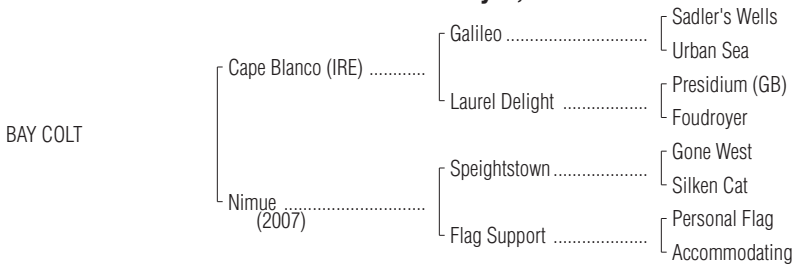 Sadler's Wells
Galileo ................................
Urban Sea
Cape Blanco (IRE) ............
Presidium (GB)
Laurel Delight ...................
Foudroyer
BAY COLT
Gone West
Speightstown .....................
Silken Cat
Nimue ...............................
(2007)
Personal Flag
Flag Support .....................
Accommodating